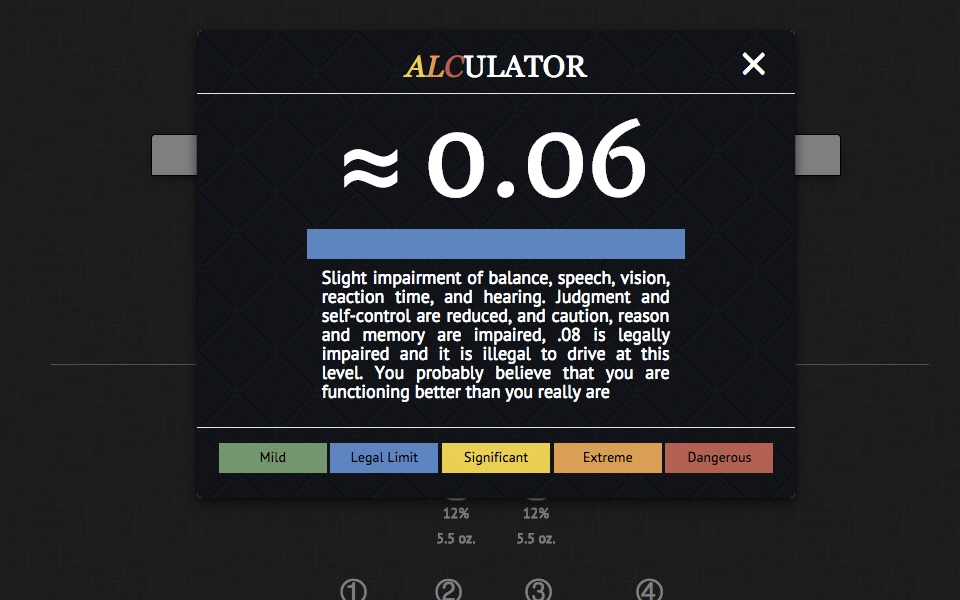 ALCULATOR
≈ 0.06
Slight impairment of balance, speech, vision,
reaction time, and hearing. Judgment and
self-control are reduced, and caution, reason
and memory are impaired, .08 is legally
impaired and it is illegal to drive at this
level. You probably believe that you are
functioning better than you really are
Mild Legal Limit Significant Extreme Dangerous
12% 12%
5.5 oz. 5.5 oz.
① ② ③ ④